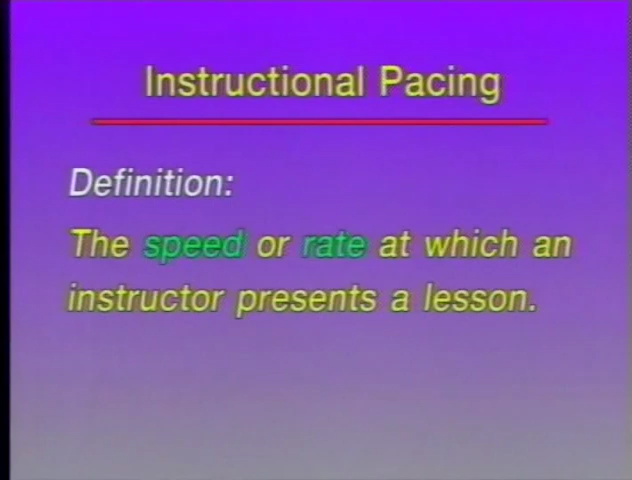 Instructional Pacing
Definition:
The speed or rate at which an
instructor presents a lesson.